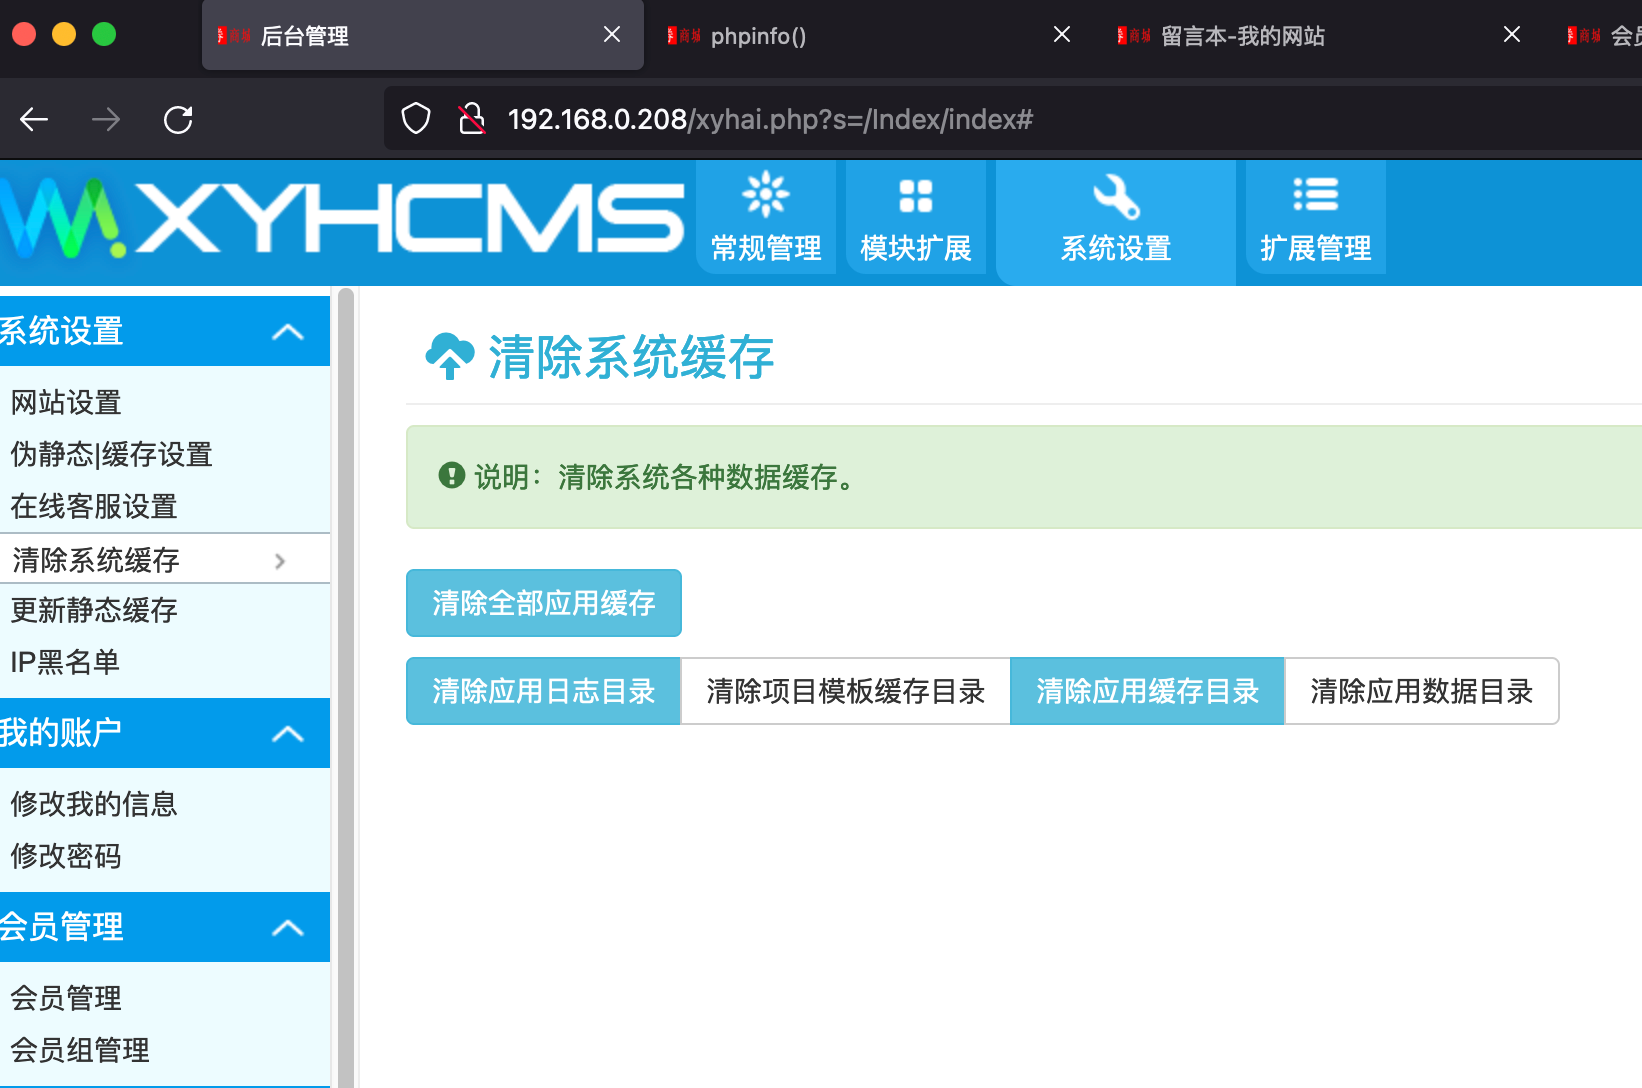 后台管理
phpinfo()
留言本-我的网站
192.168.0.208/xyhai.php?s=/Index/index#
XYHCMS
常规管理
模块扩展
系统设置
扩展管理
系统设置
网站设置
伪静态|缓存设置
在线客服设置
清除系统缓存
更新静态缓存
IP黑名单
我的账户
修改我的信息
修改密码
会员管理
会员管理
会员组管理
清除系统缓存
说明：清除系统各种数据缓存。
清除全部应用缓存
清除应用日志目录
清除项目模板缓存目录
清除应用缓存目录
清除应用数据目录